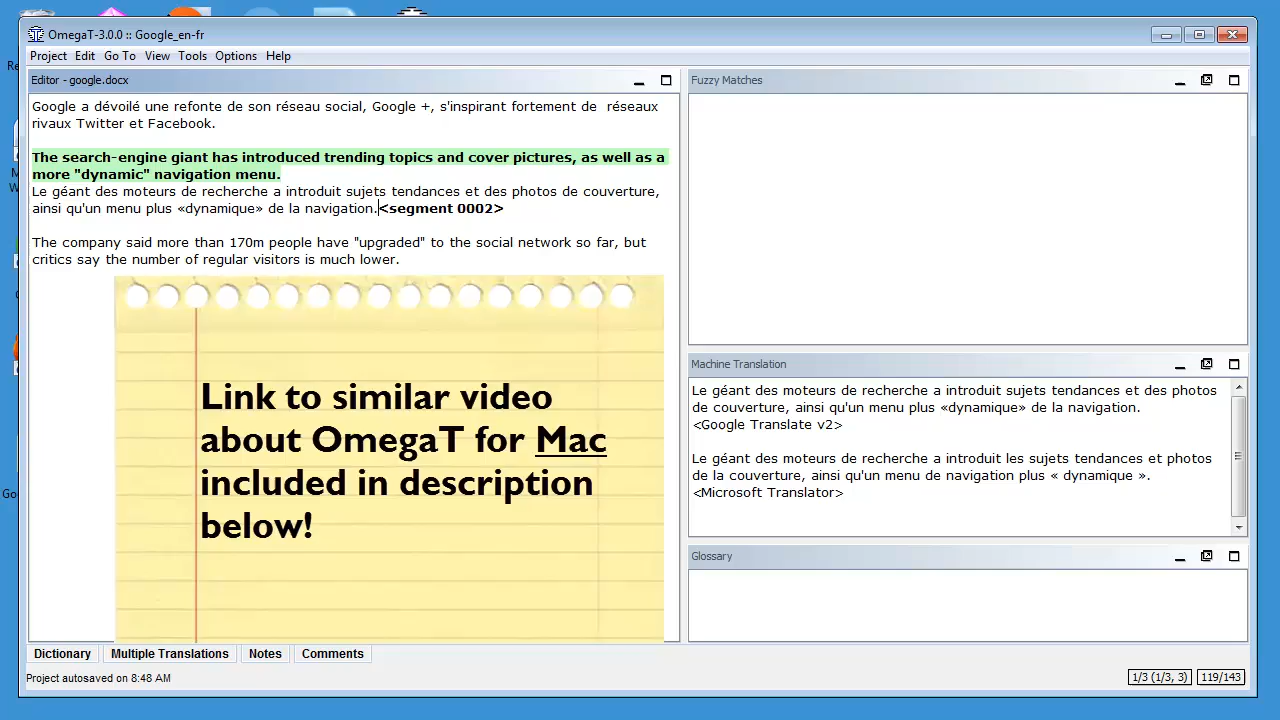 OmegaT-3.0.0 :: Google_en-fr
Project Edit Go To View Tools Options Help
Editor - google.docx
Google a dévoilé une refonte de son réseau social, Google +, s'inspirant fortement de réseaux
rivaux Twitter et Facebook.
The search-engine giant has introduced trending topics and cover pictures, as well as a
more "dynamic" navigation menu.
Le géant des moteurs de recherche a introduit sujets tendances et des photos de couverture,
ainsi qu'un menu plus «dynamique» de la navigation.<segment 0002>
The company said more than 170m people have "upgraded" to the social network so far, but
critics say the number of regular visitors is much lower.
Link to similar video
about OmegaT for Mac
included in description
below!
Fuzzy Matches
Machine Translation
Le géant des moteurs de recherche a introduit sujets tendances et des photos
de couverture, ainsi qu'un menu plus «dynamique» de la navigation.
<Google Translate v2>
Le géant des moteurs de recherche a introduit les sujets tendances et photos
de la couverture, ainsi qu'un menu de navigation plus « dynamique ».
<Microsoft Translator>
Glossary
Dictionary Multiple Translations Notes Comments
Project autosaved on 8:48 AM
1/3 (1/3, 3) 119/143